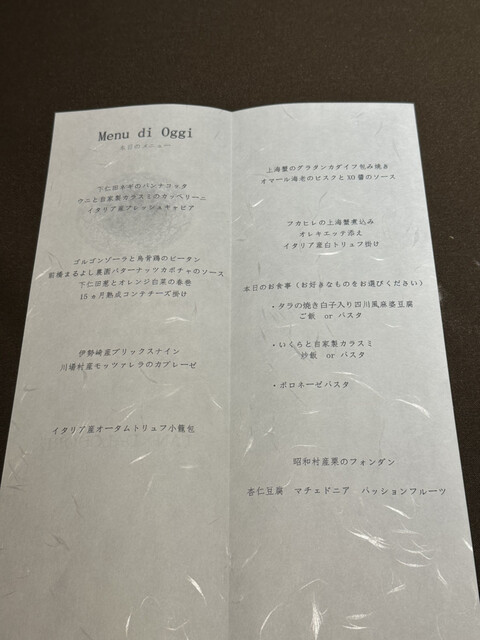 Menu di Oggi
本日のメニュー
下仁田ネギのパンナコッタ
ウニと自家製カラスミのカッペリーニ
イタリア産フレッシュキャビア
ゴルゴンゾーラと烏骨鶏のピータン
前橋まるよし農園バターナッツカボチャのソース
下仁田葱とオレンジ白菜の春巻
15ヵ月熟成コンテチーズ掛け
伊勢崎産ブリックスナイン
川場村産モッツァレラのカプレーゼ
イタリア産オータムトリュフ小籠包
上海蟹のグラタンカダイフ包み焼き
オマール海老のビスクとXO醬のソース
フカヒレの上海蟹煮込み
オレキエッテ添え
イタリア産白トリュフ掛け
本日のお食事（お好きなものをお選びください）
・タラの焼き白子入り四川風麻婆豆腐
ご飯 or パスタ
・いくらと自家製カラスミ
炒飯 or パスタ
・ボロネーゼパスタ
昭和村産栗のフォンダン
杏仁豆腐 マチェドニア パッションフルーツ